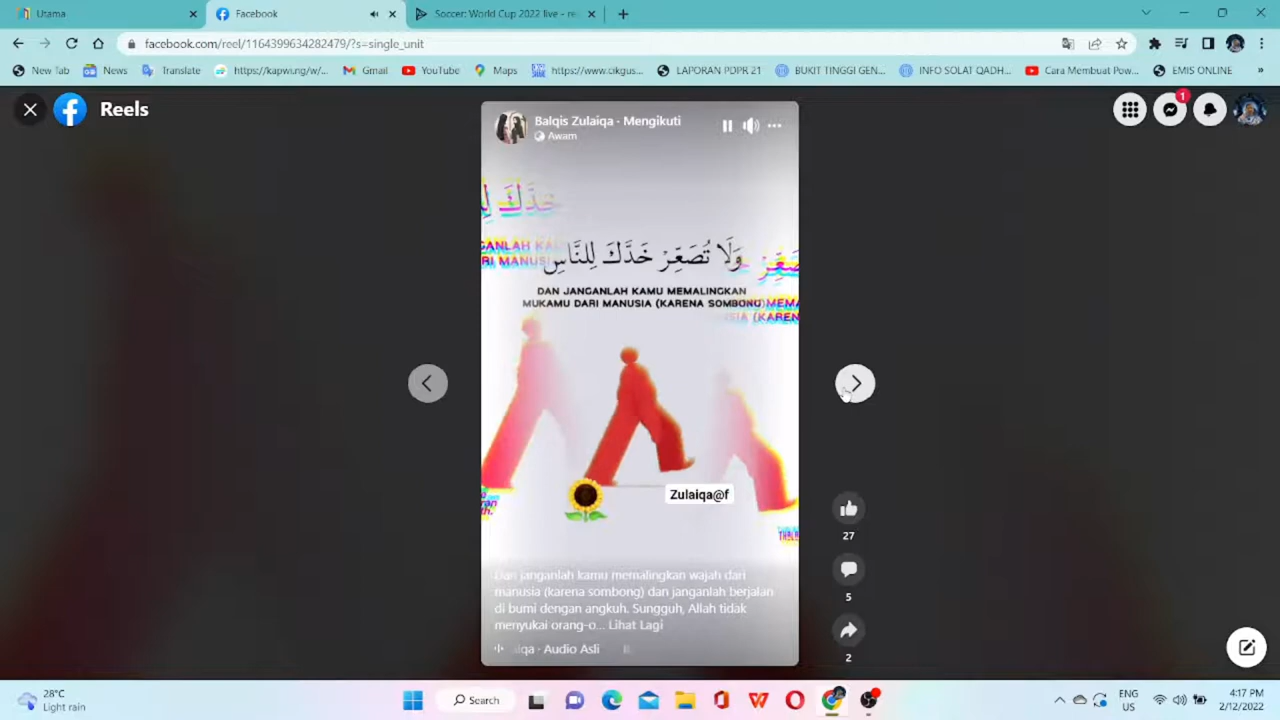 Utama
Facebook
Soccer: World Cup 2022 live - re
facebook.com/reel/1164399634282479/?s=single_unit
New Tab
News
Translate
https://kapwi.ng/w/...
Gmail
YouTube
Maps
https://www.cikgus...
LAPORAN PDPR 21
BUKIT TINGGI GEN...
INFO SOLAT QADH...
Cara Membuat Pow...
EMIS ONLINE
»
Reels
1
Balqis Zulaiqa · Mengikuti
Awam
وَلَا تُصَعِّرْ خَدَّكَ لِلنَّاسِ
DAN JANGANLAH KAMU MEMALINGKAN
MUKAMU DARI MANUSIA (KARENA SOMBONG)
Zulaiqa@f
27
5
2
Dan janganlah kamu memalingkan wajah dari
manusia (karena sombong) dan janganlah berjalan
di bumi dengan angkuh. Sungguh, Allah tidak
menyukai orang-o... Lihat Lagi
iqa · Audio Asli
28°C
Light rain
Search
ENG
US
4:17 PM
2/12/2022